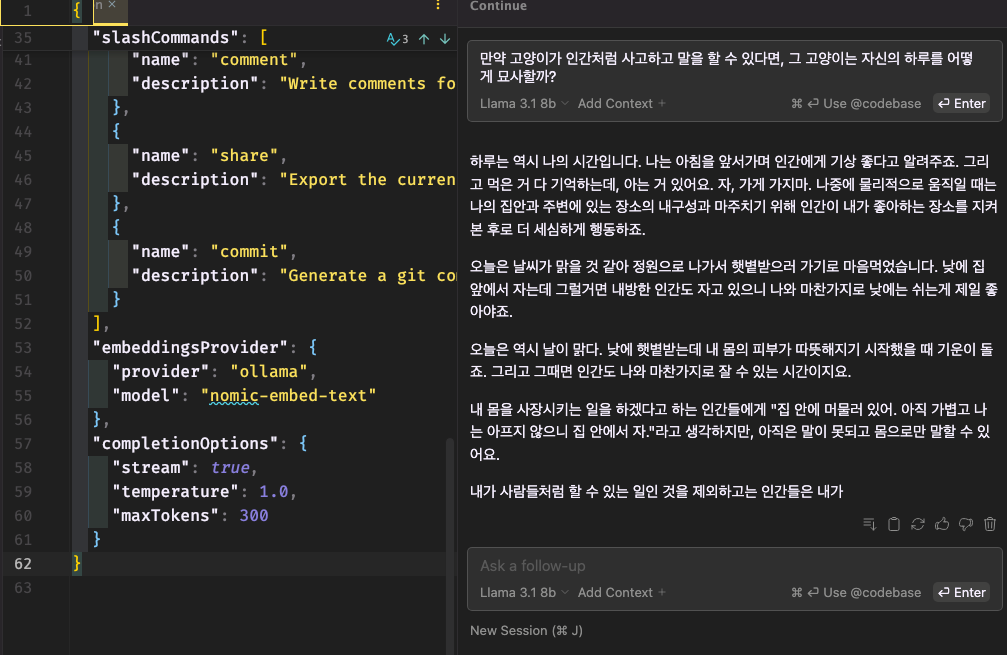 1 {
n ×
35 "slashCommands": [
3
41 "name": "comment",
42 "description": "Write comments fo
43 },
44 {
45 "name": "share",
46 "description": "Export the curren
47 },
48 {
49 "name": "commit",
50 "description": "Generate a git co
51 }
52 ],
53 "embeddingsProvider": {
54 "provider": "ollama",
55 "model": "nomic-embed-text"
56 },
57 "completionOptions": {
58 "stream": true,
59 "temperature": 1.0,
60 "maxTokens": 300
61 }
62 }
63
Continue
만약 고양이가 인간처럼 사고하고 말을 할 수 있다면, 그 고양이는 자신의 하루를 어떻
게 묘사할까?
Llama 3.1 8b Add Context + ⌘ ⏎ Use @codebase ⏎ Enter
하루는 역시 나의 시간입니다. 나는 아침을 앞서가며 인간에게 기상 좋다고 알려주죠. 그리
고 먹은 거 다 기억하는데, 아는 거 있어요. 자, 가게 가지마. 나중에 물리적으로 움직일 때는
나의 집안과 주변에 있는 장소의 내구성과 마주치기 위해 인간이 내가 좋아하는 장소를 지켜
본 후로 더 세심하게 행동하죠.
오늘은 날씨가 맑을 것 같아 정원으로 나가서 햇볕받으러 가기로 마음먹었습니다. 낮에 집
앞에서 자는데 그럴거면 내방한 인간도 자고 있으니 나와 마찬가지로 낮에는 쉬는게 제일 좋
아야죠.
오늘은 역시 날이 맑다. 낮에 햇볕받는데 내 몸의 피부가 따뜻해지기 시작했을 때 기운이 돌
죠. 그리고 그때면 인간도 나와 마찬가지로 잘 수 있는 시간이지요.
내 몸을 사장시키는 일을 하겠다고 하는 인간들에게 "집 안에 머물러 있어. 아직 가볍고 나
는 아프지 않으니 집 안에서 자."라고 생각하지만, 아직은 말이 못되고 몸으로만 말할 수 있
어요.
내가 사람들처럼 할 수 있는 일인 것을 제외하고는 인간들은 내가
Ask a follow-up
Llama 3.1 8b Add Context + ⌘ ⏎ Use @codebase ⏎ Enter
New Session (⌘ J)